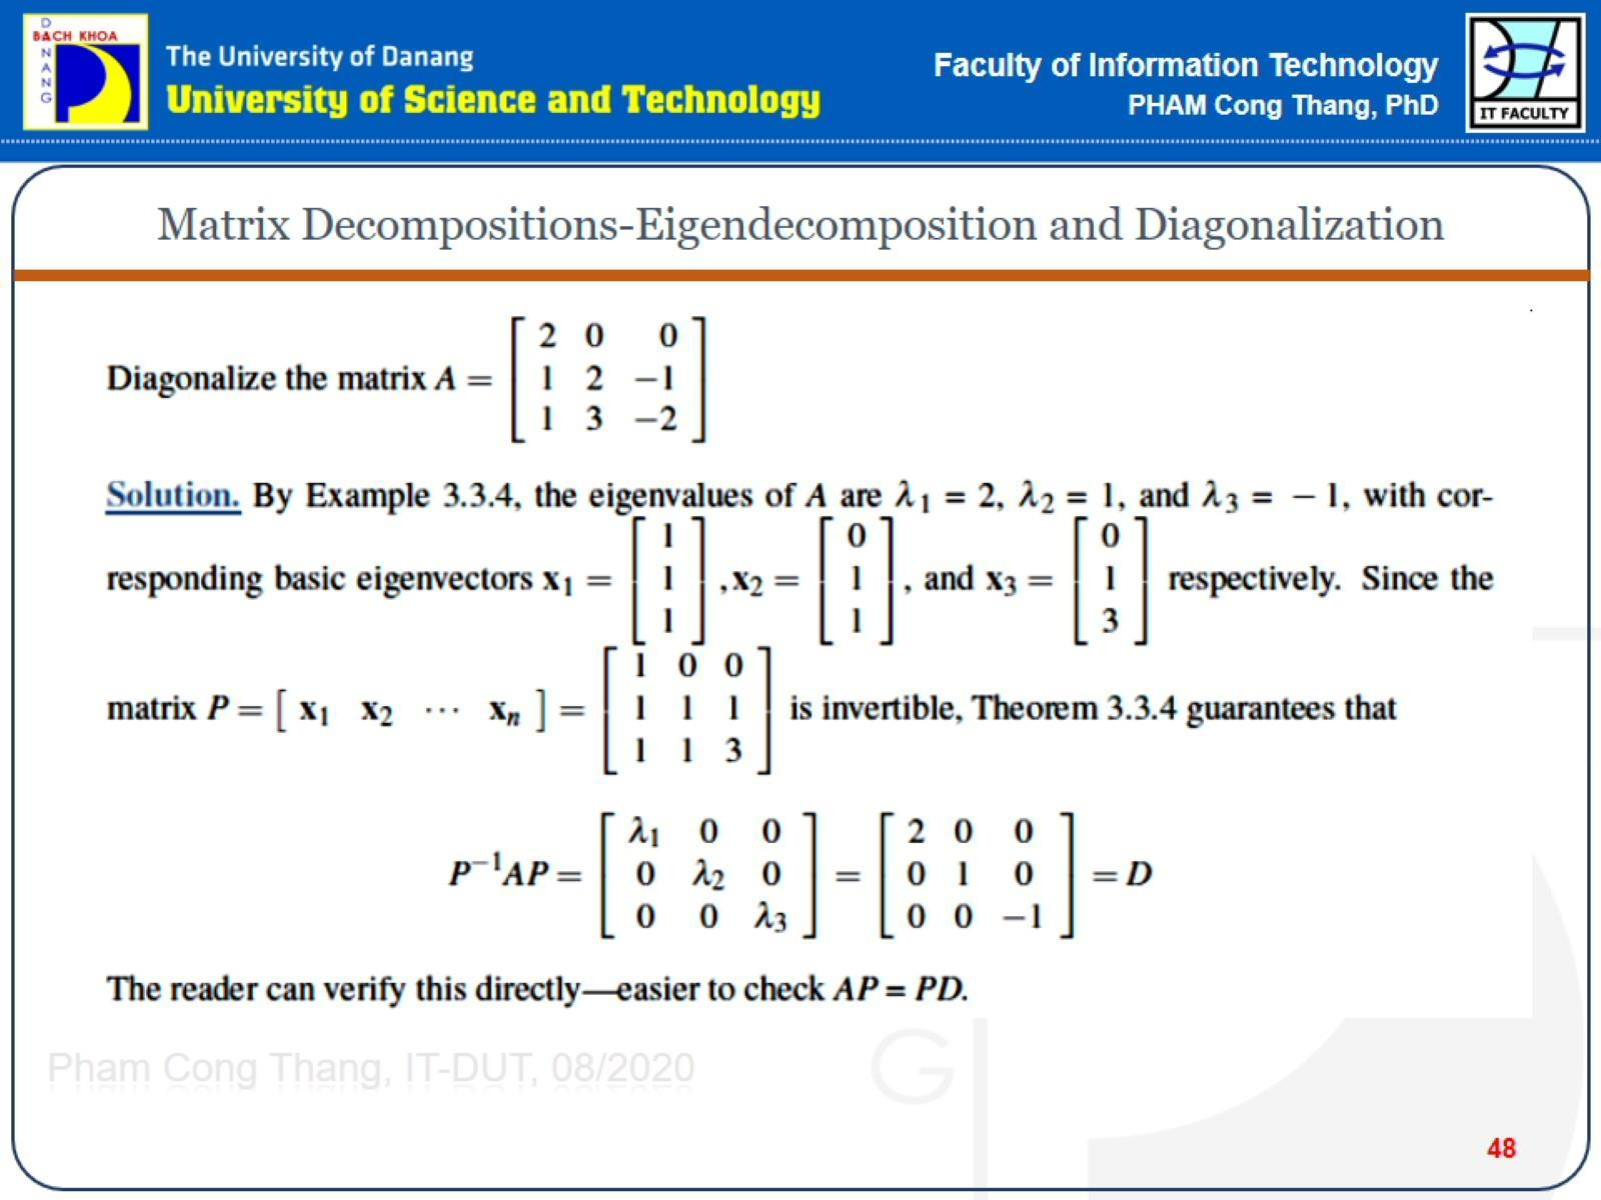 DANANG
BACH KHOA
The University of Danang
University of Science and Technology
Faculty of Information Technology
PHAM Cong Thang, PhD
IT FACULTY
Matrix Decompositions-Eigendecomposition and Diagonalization
Diagonalize the matrix A = [ 2 0 0
1 2 −1
1 3 −2 ]
Solution. By Example 3.3.4, the eigenvalues of A are λ1 = 2, λ2 = 1, and λ3 = − 1, with cor-
responding basic eigenvectors x1 = [ 1 1 1 ] , x2 = [ 0 1 1 ] , and x3 = [ 0 1 3 ] respectively. Since the
matrix P = [ x1 x2 ⋯ xn ] = [ 1 0 0
1 1 1
1 1 3 ] is invertible, Theorem 3.3.4 guarantees that
P−1AP = [ λ1 0 0
0 λ2 0
0 0 λ3 ] = [ 2 0 0
0 1 0
0 0 −1 ] = D
The reader can verify this directly—easier to check AP = PD.
Pham Cong Thang, IT-DUT, 08/2020
G
48